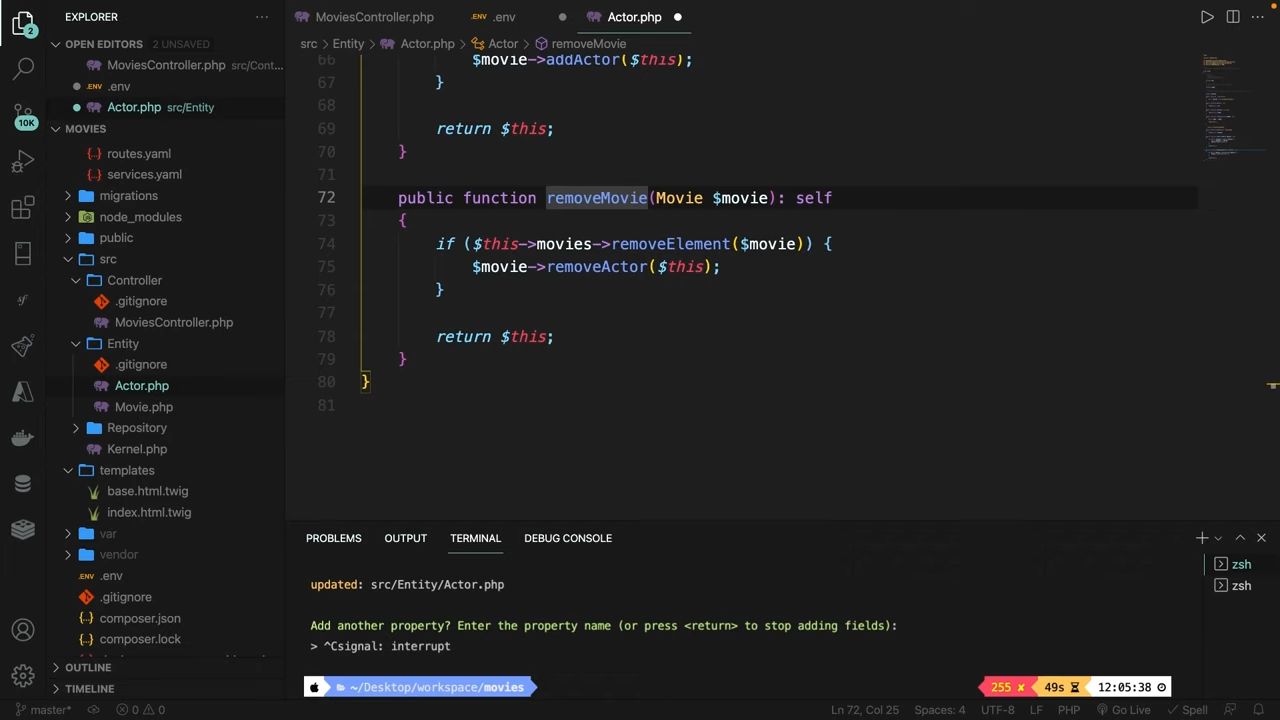 EXPLORER
OPEN EDITORS 2 UNSAVED
MoviesController.php src/Cont...
.env
Actor.php src/Entity
MOVIES
routes.yaml
services.yaml
migrations
node_modules
public
src
Controller
.gitignore
MoviesController.php
Entity
.gitignore
Actor.php
Movie.php
Repository
Kernel.php
templates
base.html.twig
index.html.twig
var
vendor
.env
.gitignore
composer.json
composer.lock
OUTLINE
TIMELINE
2
10K
MoviesController.php
.ENV .env
Actor.php
src > Entity > Actor.php > Actor > removeMovie
66 $movie->addActor($this);
67 }
68
69 return $this;
70 }
71
72 public function removeMovie(Movie $movie): self
73 {
74 if ($this->movies->removeElement($movie)) {
75 $movie->removeActor($this);
76 }
77
78 return $this;
79 }
80 }
81
PROBLEMS OUTPUT TERMINAL DEBUG CONSOLE
zsh
zsh
updated: src/Entity/Actor.php
Add another property? Enter the property name (or press <return> to stop adding fields):
> ^Csignal: interrupt
~/Desktop/workspace/movies
255 ✘ 49s 12:05:38
master* 0 0 Ln 72, Col 25 Spaces: 4 UTF-8 LF PHP Go Live Spell